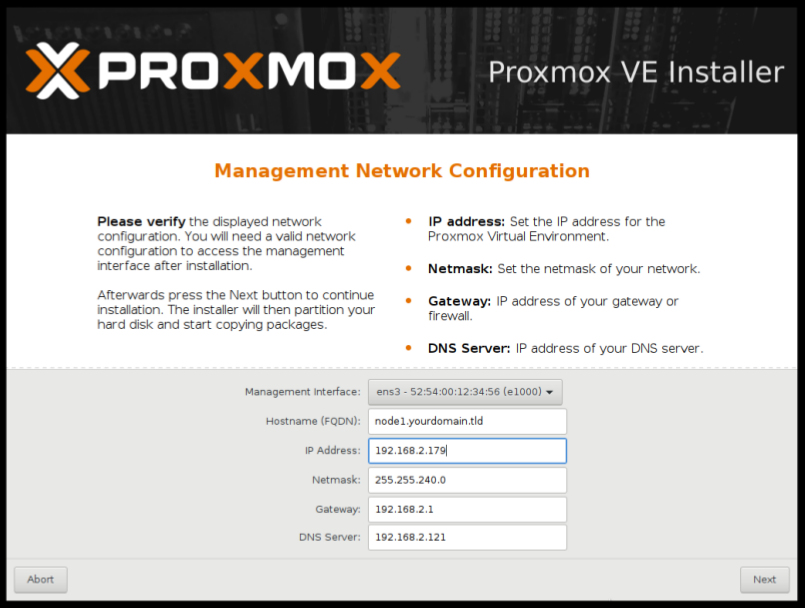 PROXMOX
Proxmox VE Installer
Management Network Configuration
Please verify the displayed network
configuration. You will need a valid network
configuration to access the management
interface after installation.
Afterwards press the Next button to continue
installation. The installer will then partition your
hard disk and start copying packages.
• IP address: Set the IP address for the
Proxmox Virtual Environment.
• Netmask: Set the netmask of your network.
• Gateway: IP address of your gateway or
firewall.
• DNS Server: IP address of your DNS server.
Management Interface: ens3 - 52:54:00:12:34:56 (e1000)
Hostname (FQDN): node1.yourdomain.tld
IP Address: 192.168.2.179
Netmask: 255.255.240.0
Gateway: 192.168.2.1
DNS Server: 192.168.2.121
Abort Next